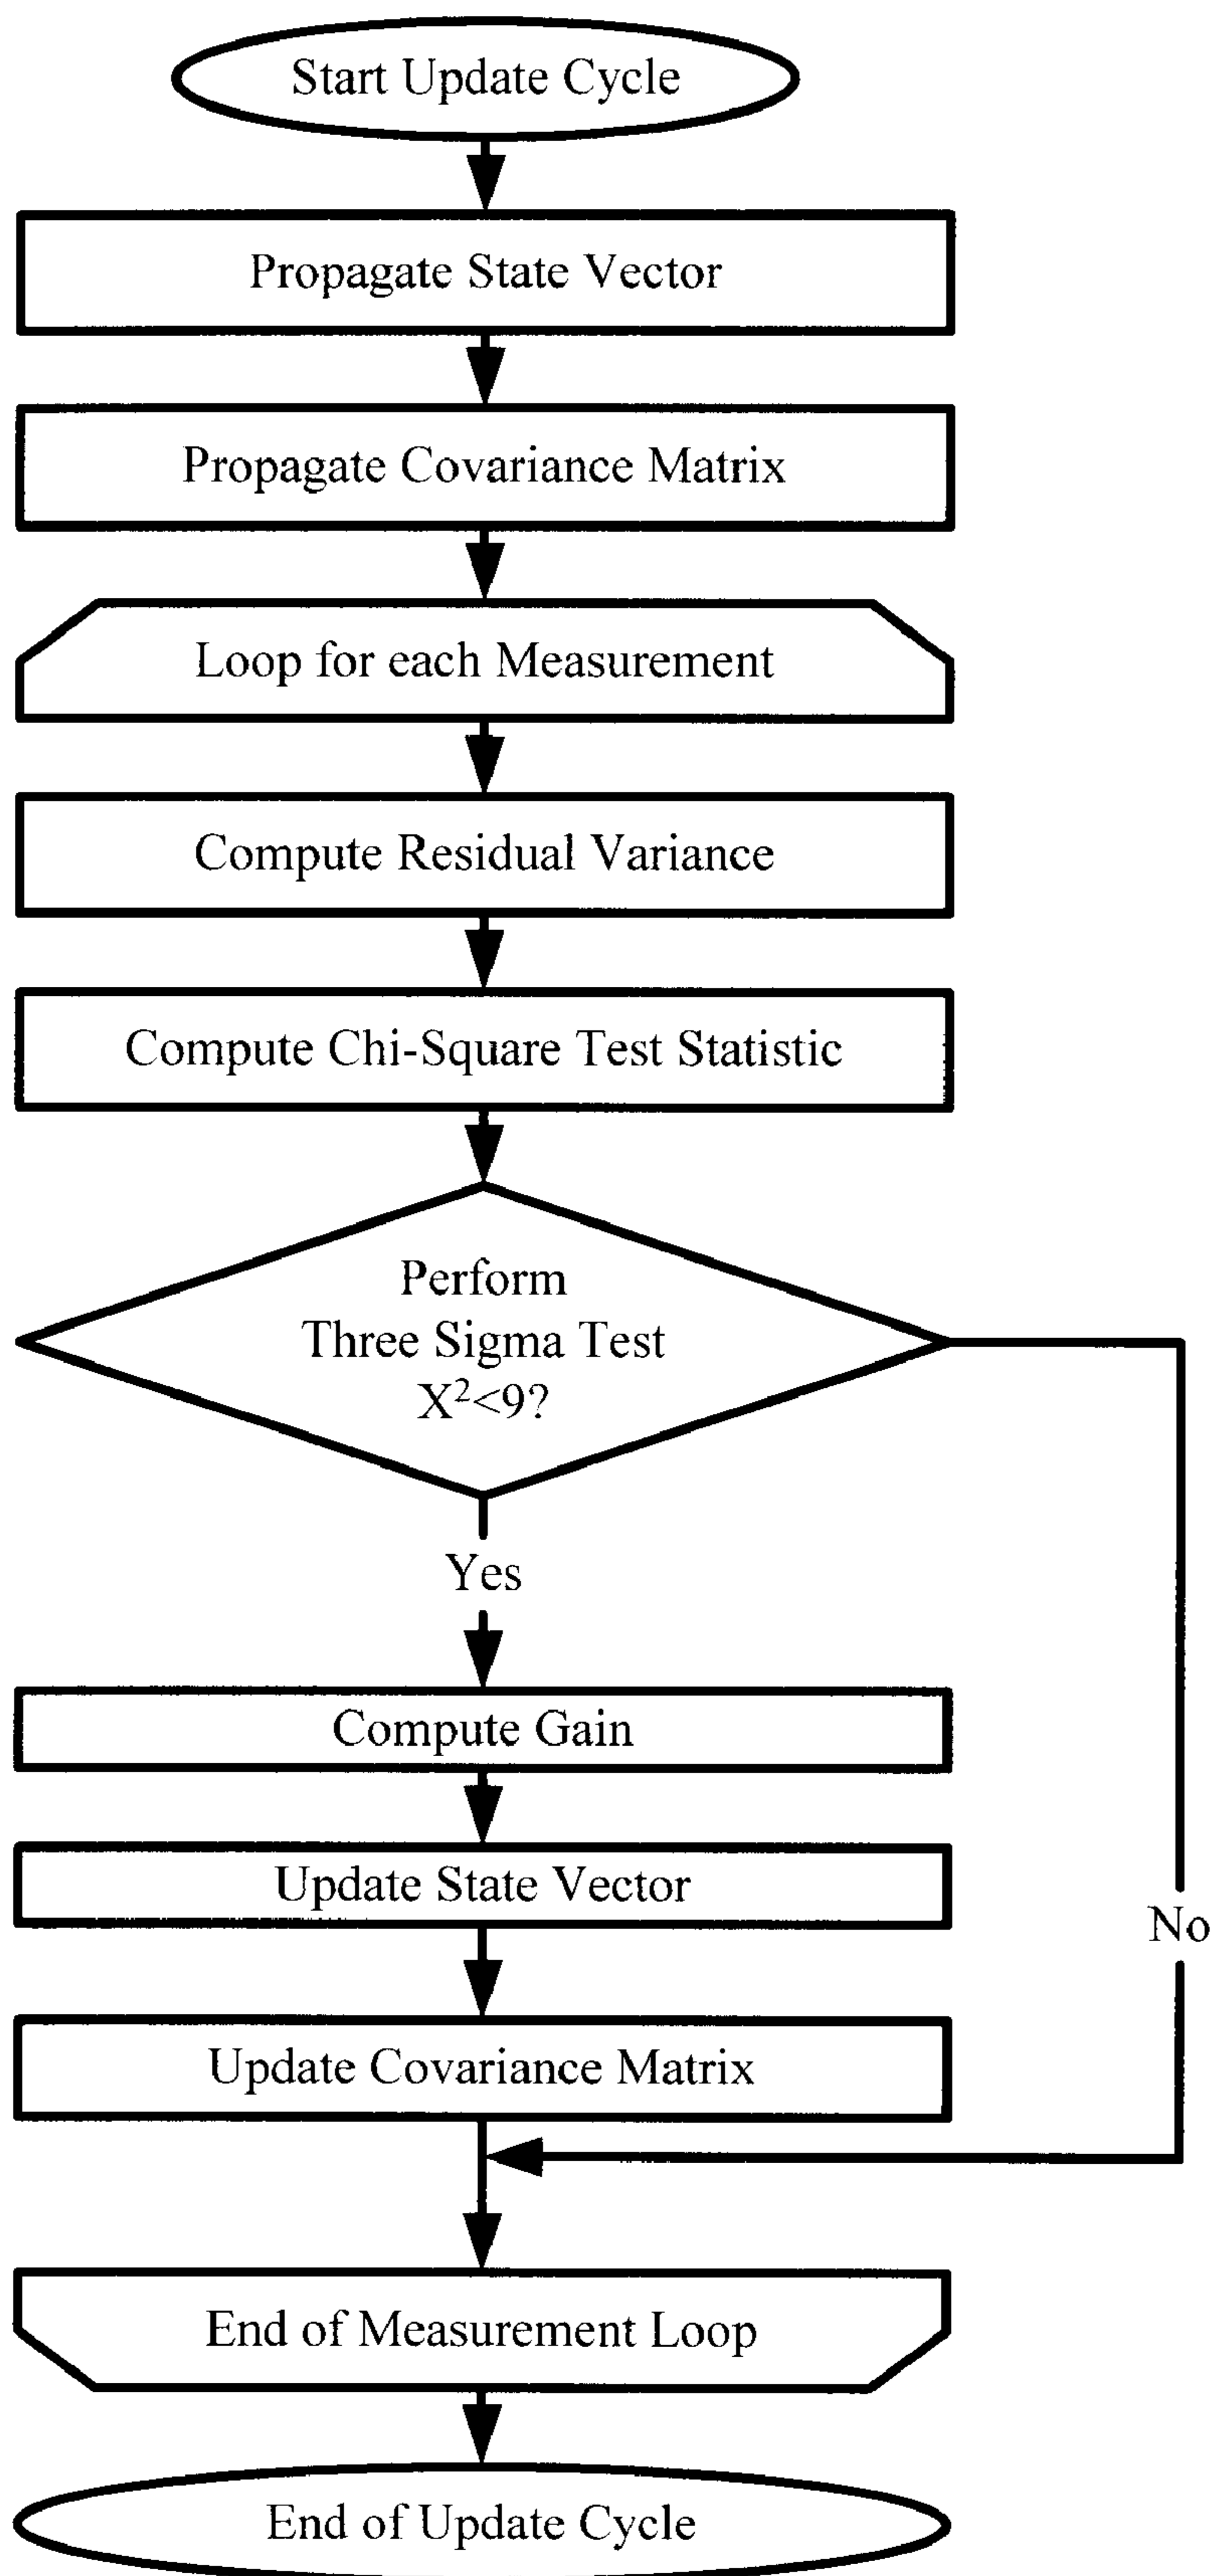 Start Update Cycle
Propagate State Vector
Propagate Covariance Matrix
Loop for each Measurement
Compute Residual Variance
Compute Chi-Square Test Statistic
Perform
Three Sigma Test
X²<9?
Yes
Compute Gain
Update State Vector
No
Update Covariance Matrix
End of Measurement Loop
End of Update Cycle